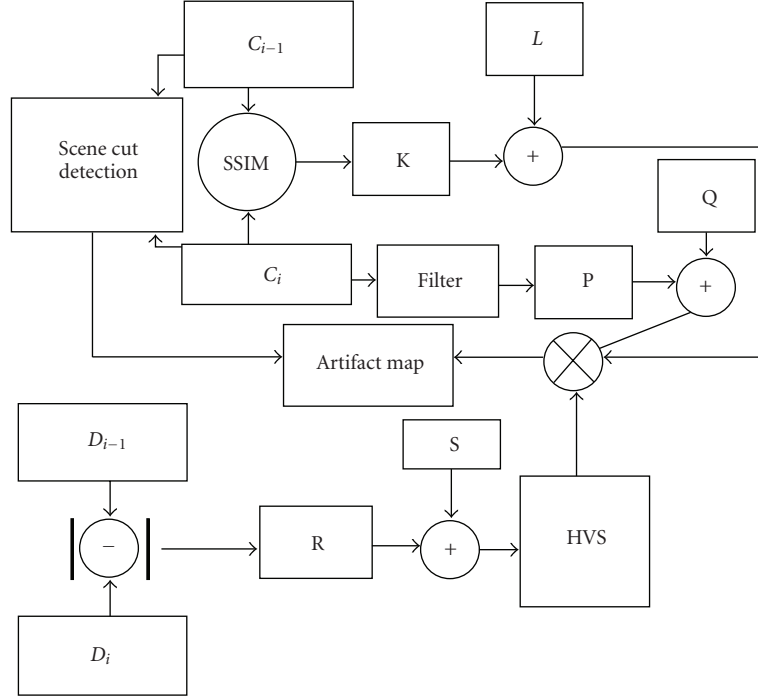 C_{i−1}
L
Scene cut
detection
SSIM
K
+
Q
C_i
Filter
P
+
Artifact map
D_{i−1}
S
−
R
+
HVS
D_i